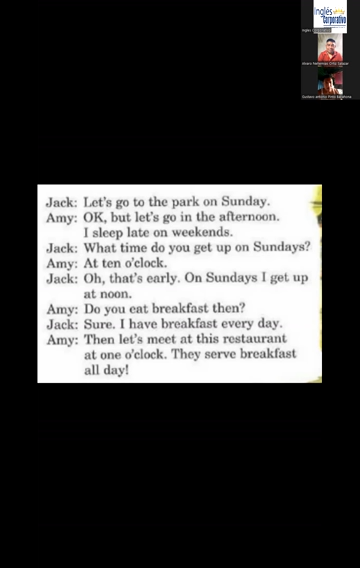 Inglés
Corporativo
Jack: Let's go to the park on Sunday.
Amy: OK, but let's go in the afternoon.
I sleep late on weekends.
Jack: What time do you get up on Sundays?
Amy: At ten o'clock.
Jack: Oh, that's early. On Sundays I get up
at noon.
Amy: Do you eat breakfast then?
Jack: Sure. I have breakfast every day.
Amy: Then let's meet at this restaurant
at one o'clock. They serve breakfast
all day!